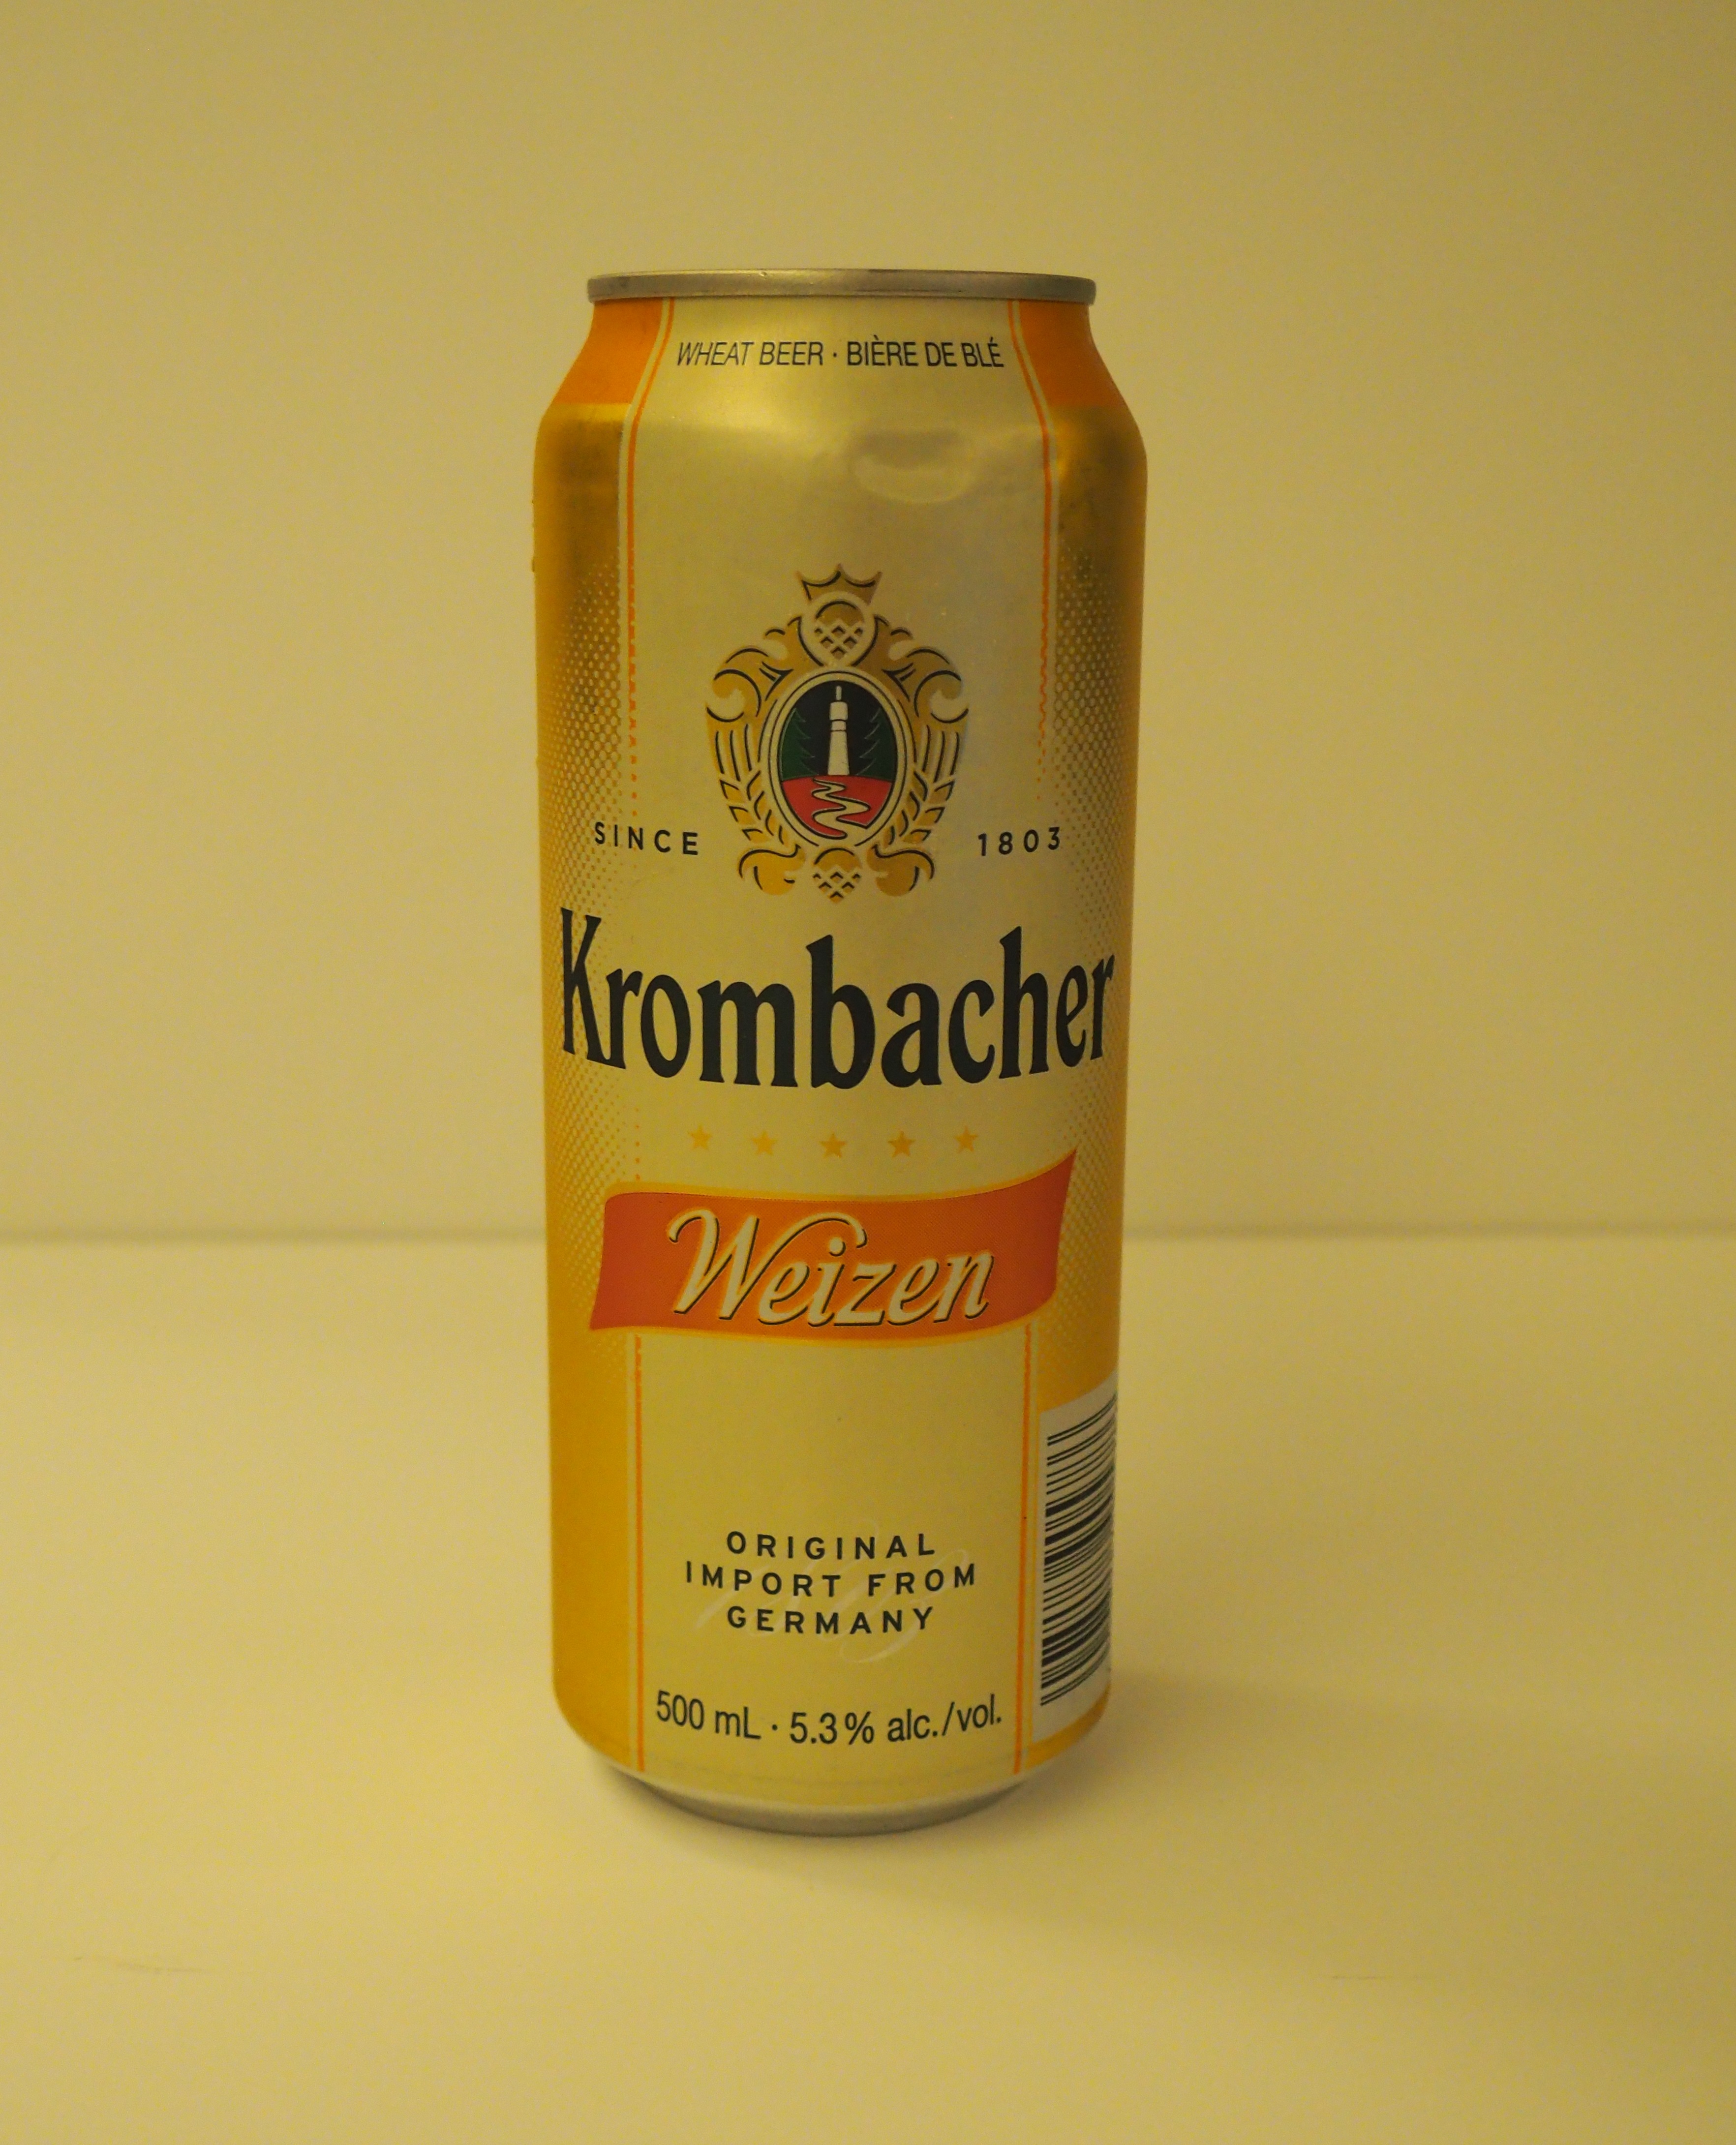 WHEAT BEER · BIÈRE DE BLÉ
SINCE 1803
Krombacher
Weizen
ORIGINAL
IMPORT FROM
GERMANY
500 mL · 5.3% alc./vol.